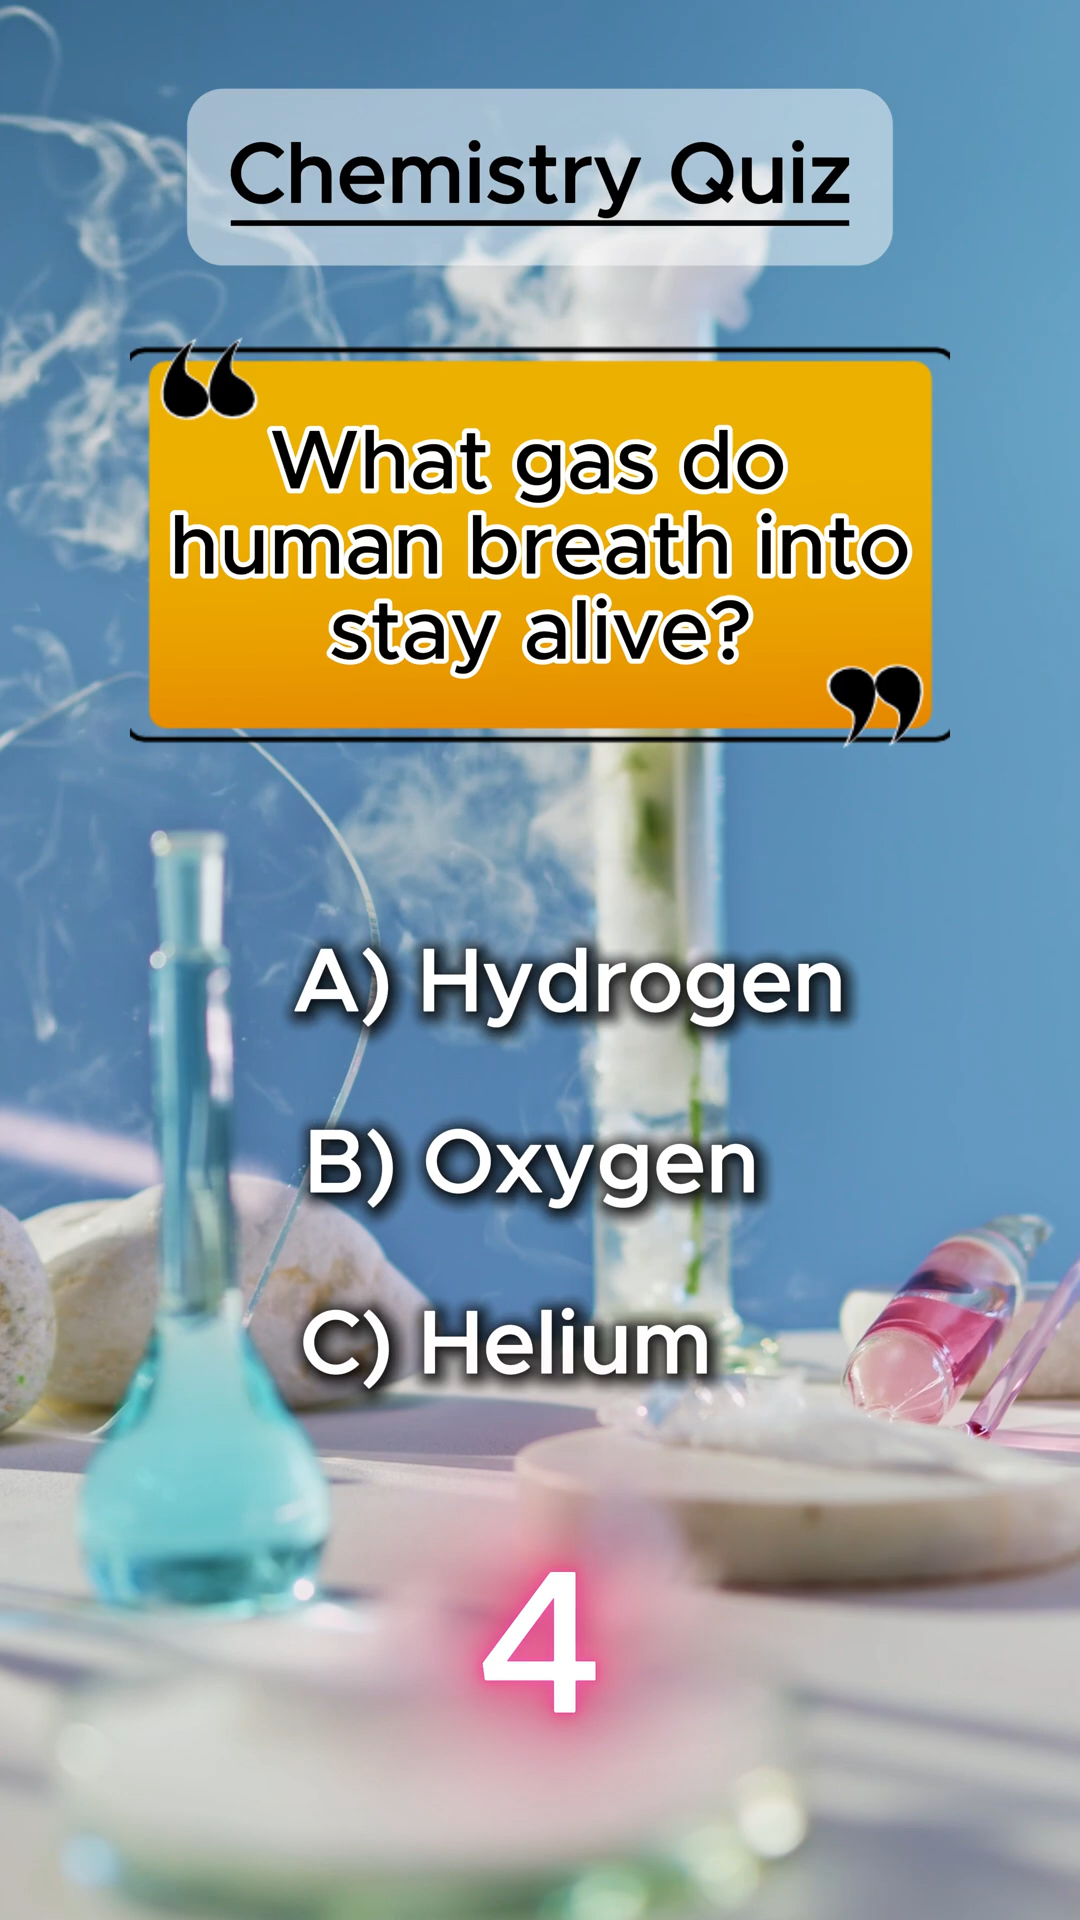 Chemistry Quiz
“
What gas do
human breath into
stay alive?
”
A) Hydrogen
B) Oxygen
C) Helium
4